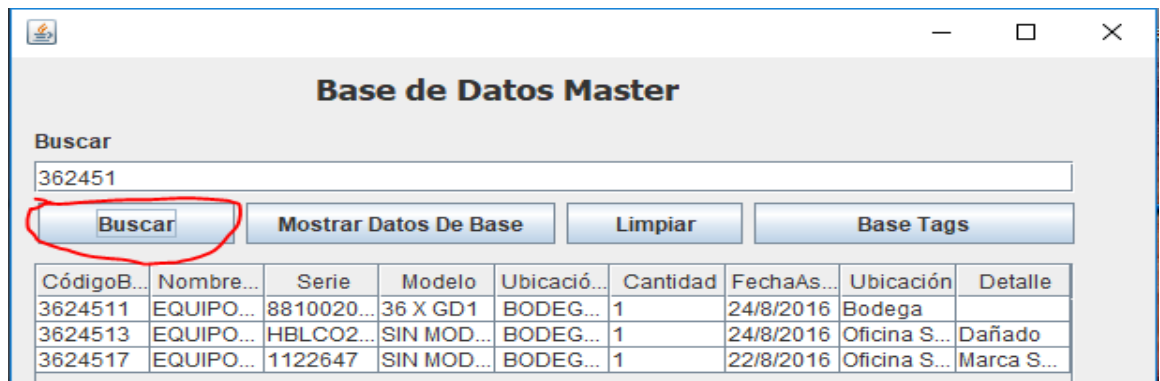 Base de Datos Master
Buscar
362451
Buscar Mostrar Datos De Base Limpiar Base Tags
CódigoB... Nombre... Serie Modelo Ubicació... Cantidad FechaAs... Ubicación Detalle
3624511 EQUIPO... 8810020... 36 X GD1 BODEG... 1 24/8/2016 Bodega
3624513 EQUIPO... HBLCO2... SIN MOD... BODEG... 1 24/8/2016 Oficina S... Dañado
3624517 EQUIPO... 1122647 SIN MOD... BODEG... 1 22/8/2016 Oficina S... Marca S...